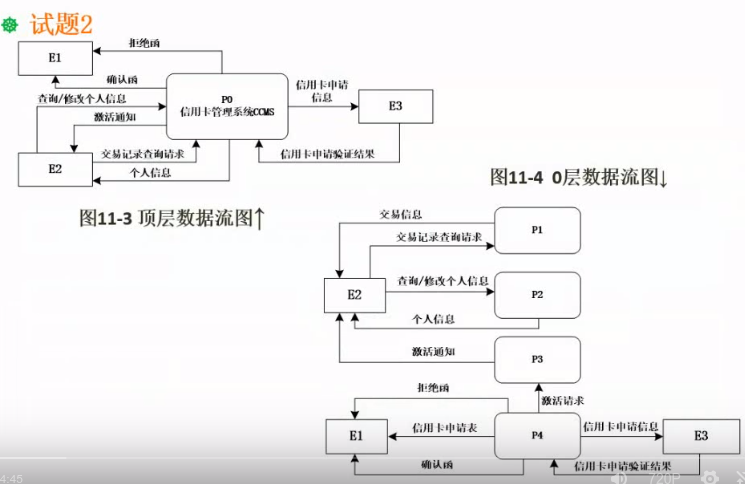 试题2
拒绝函
E1
确认函
查询/修改个人信息
激活通知
P0
信用卡管理系统CCMS
信用卡申请
信息
E3
E2
交易记录查询请求
个人信息
信用卡申请验证结果
图11-3 顶层数据流图↑
图11-4 0层数据流图↓
交易信息
P1
交易记录查询请求
E2
查询/修改个人信息
P2
个人信息
激活通知
P3
拒绝函
激活请求
E1
信用卡申请表
P4
信用卡申请信息
E3
确认函
信用卡申请验证结果
4:45
720P